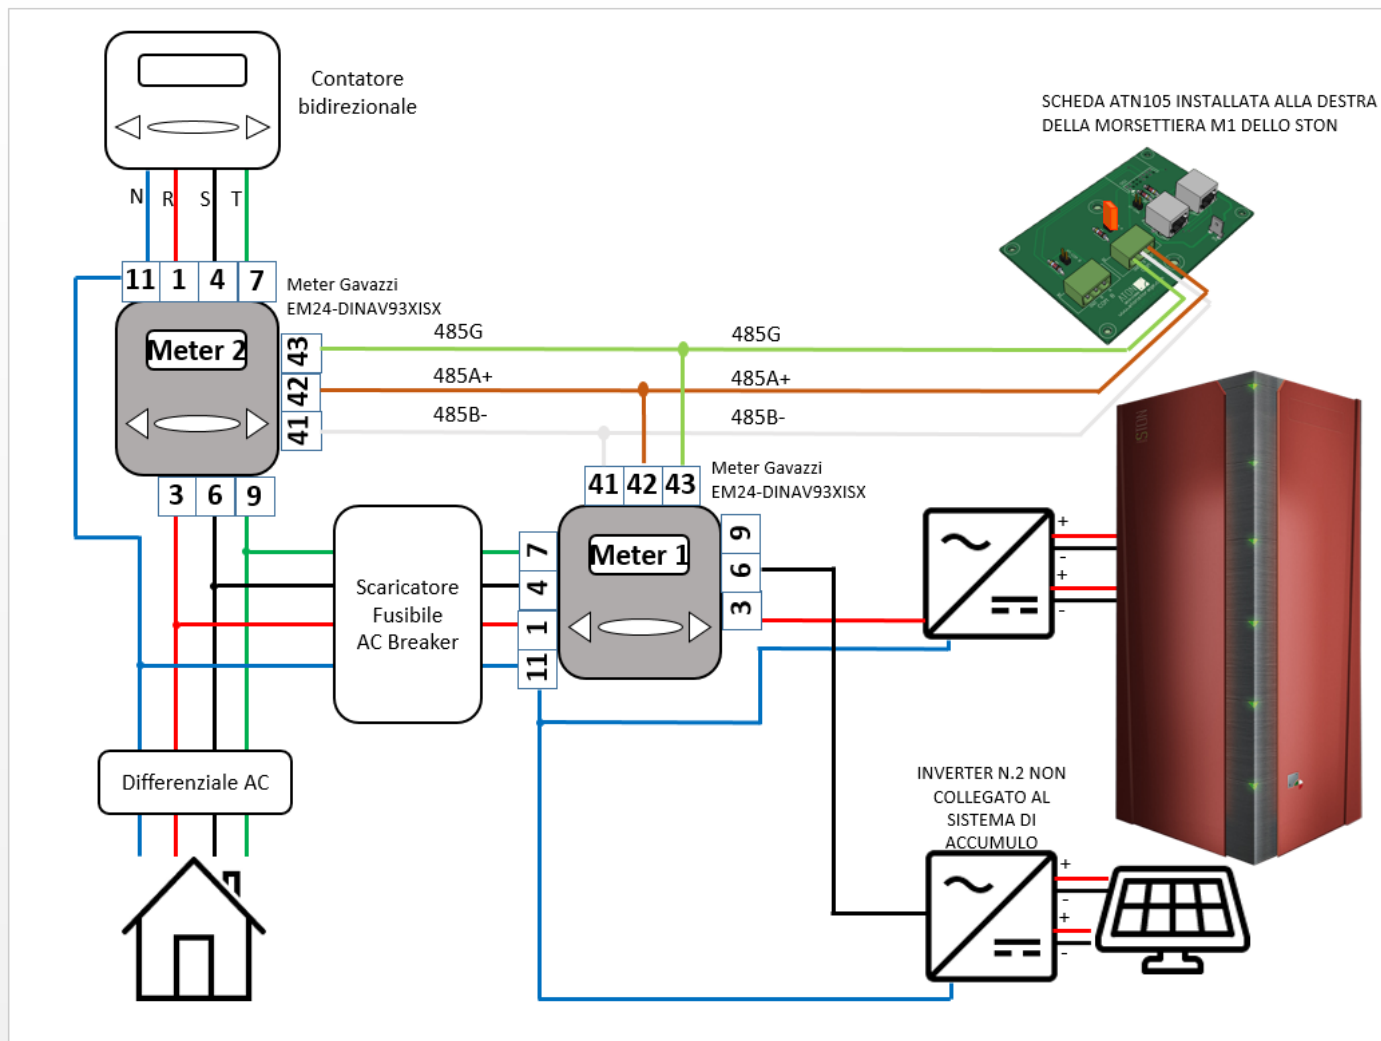 Contatore
bidirezionale
SCHEDA ATN105 INSTALLATA ALLA DESTRA
DELLA MORSETTIERA M1 DELLO STON
N R S T
11 1 4 7
Meter Gavazzi
EM24-DINAV93XISX
Meter 2
43
42
41
485G
485G
485A+
485A+
485B-
485B-
3 6 9
41 42 43
Meter Gavazzi
EM24-DINAV93XISX
Scaricatore
Fusibile
AC Breaker
7
4
1
11
Meter 1
9
6
3
+
-
+
-
STON
Differenziale AC
INVERTER N.2 NON
COLLEGATO AL
SISTEMA DI
ACCUMULO
+
-
+
-